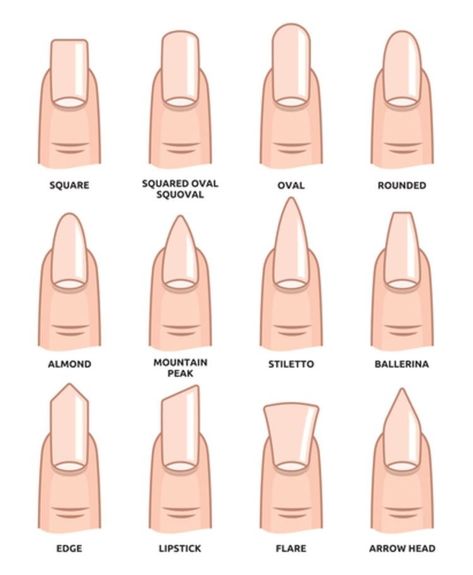 SQUARE
SQUARED OVAL
SQUOVAL
OVAL
ROUNDED
ALMOND
MOUNTAIN
PEAK
STILETTO
BALLERINA
EDGE
LIPSTICK
FLARE
ARROW HEAD